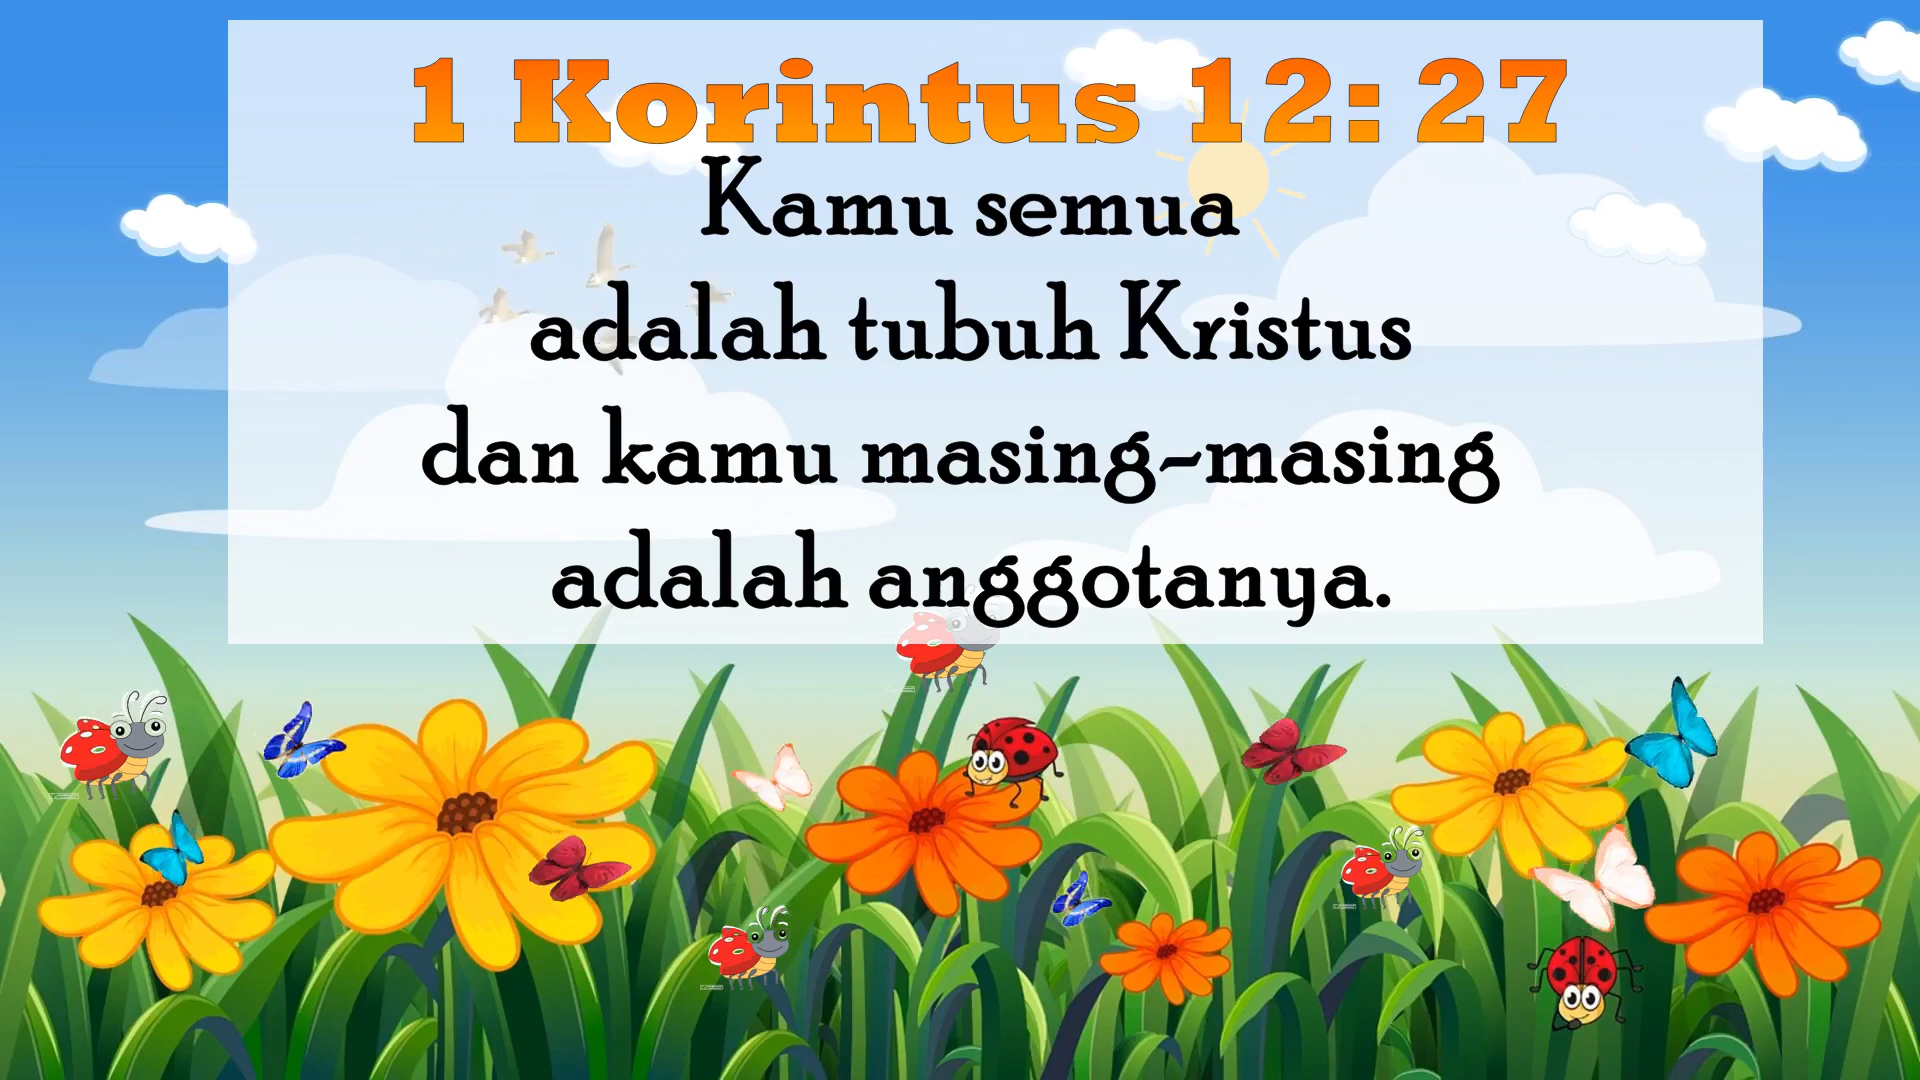 1 Korintus 12: 27
Kamu semua
adalah tubuh Kristus
dan kamu masing-masing
adalah anggotanya.